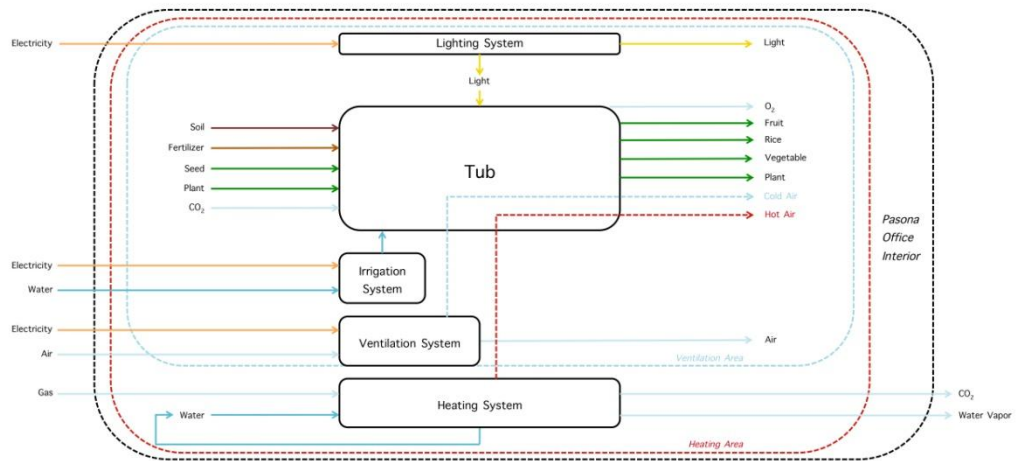 Electricity
Lighting System
Light
Light
Soil
Fertilizer
Seed
Plant
CO₂
Tub
O₂
Fruit
Rice
Vegetable
Plant
Cold Air
Hot Air
Pasona
Office
Interior
Electricity
Water
Irrigation
System
Electricity
Air
Ventilation System
Air
Ventilation Area
Gas
Water
Heating System
CO₂
Water Vapor
Heating Area